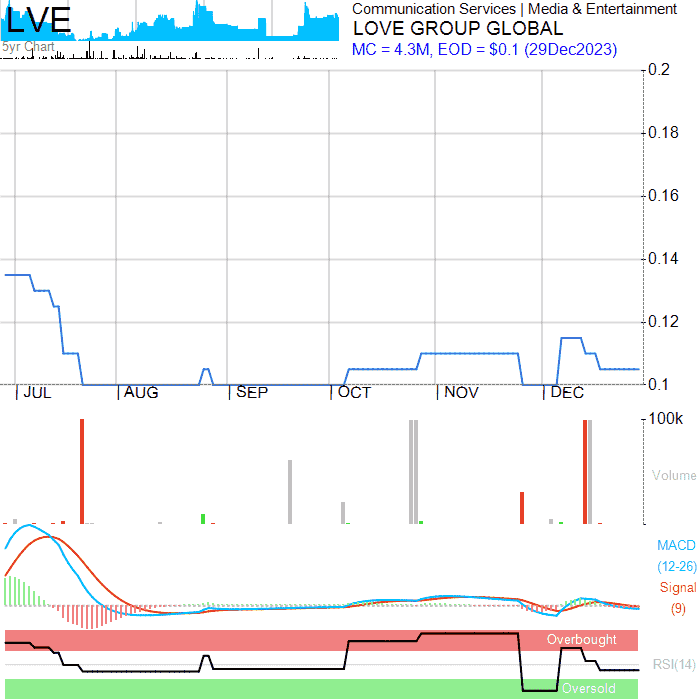 LVE
5yr Chart
Communication Services | Media & Entertainment
LOVE GROUP GLOBAL
MC = 4.3M, EOD = $0.1 (29Dec2023)
0.2
0.18
0.16
0.14
0.12
0.1
JUL AUG SEP OCT NOV DEC
100k
Volume
MACD
(12-26)
Signal
(9)
Overbought
RSI(14)
Oversold